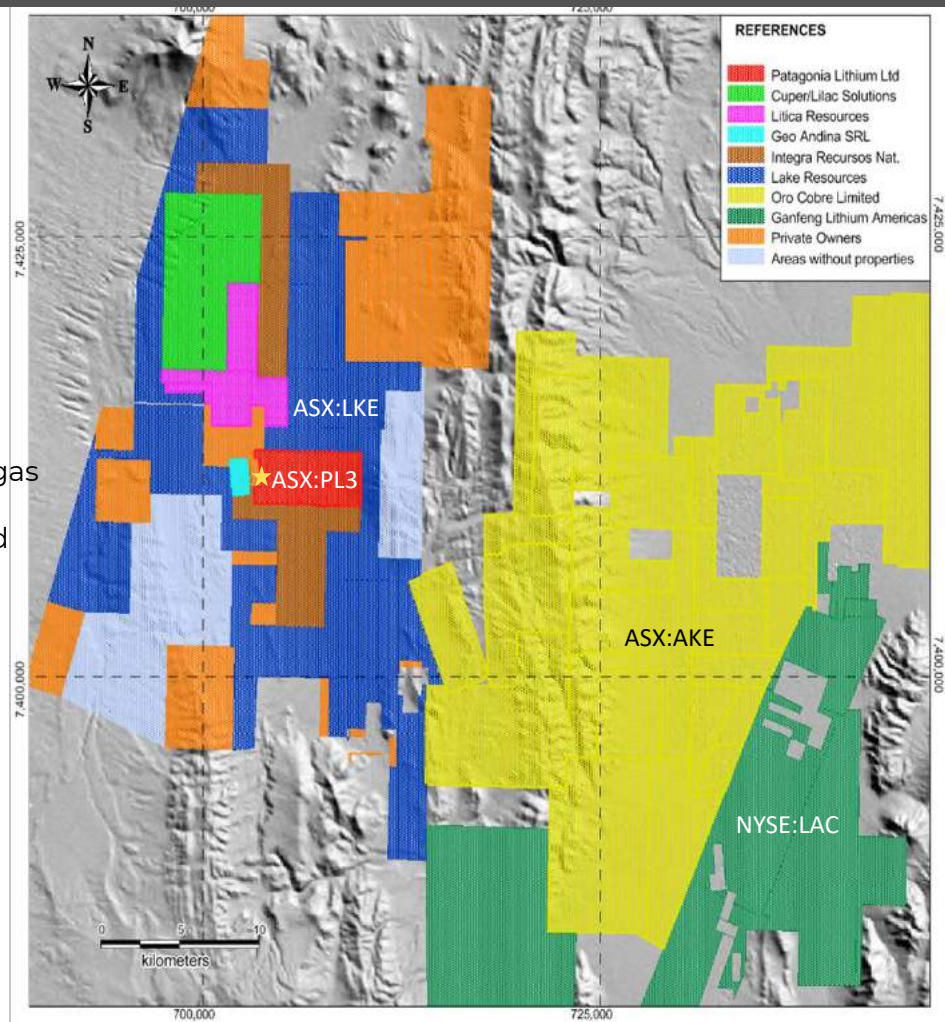 700,000
725,000
N
W E
S
REFERENCES
Patagonia Lithium Ltd
Cuper/Lilac Solutions
Litica Resources
Geo Andina SRL
Integra Recursos Nat.
Lake Resources
Oro Cobre Limited
Ganfeng Lithium Americas
Private Owners
Areas without properties
7,425,000
7,425,000
ASX:LKE
gas
ASX:PL3
d
ASX:AKE
7,400,000
7,400,000
NYSE:LAC
0 5 10
kilometers
700,000
725,000